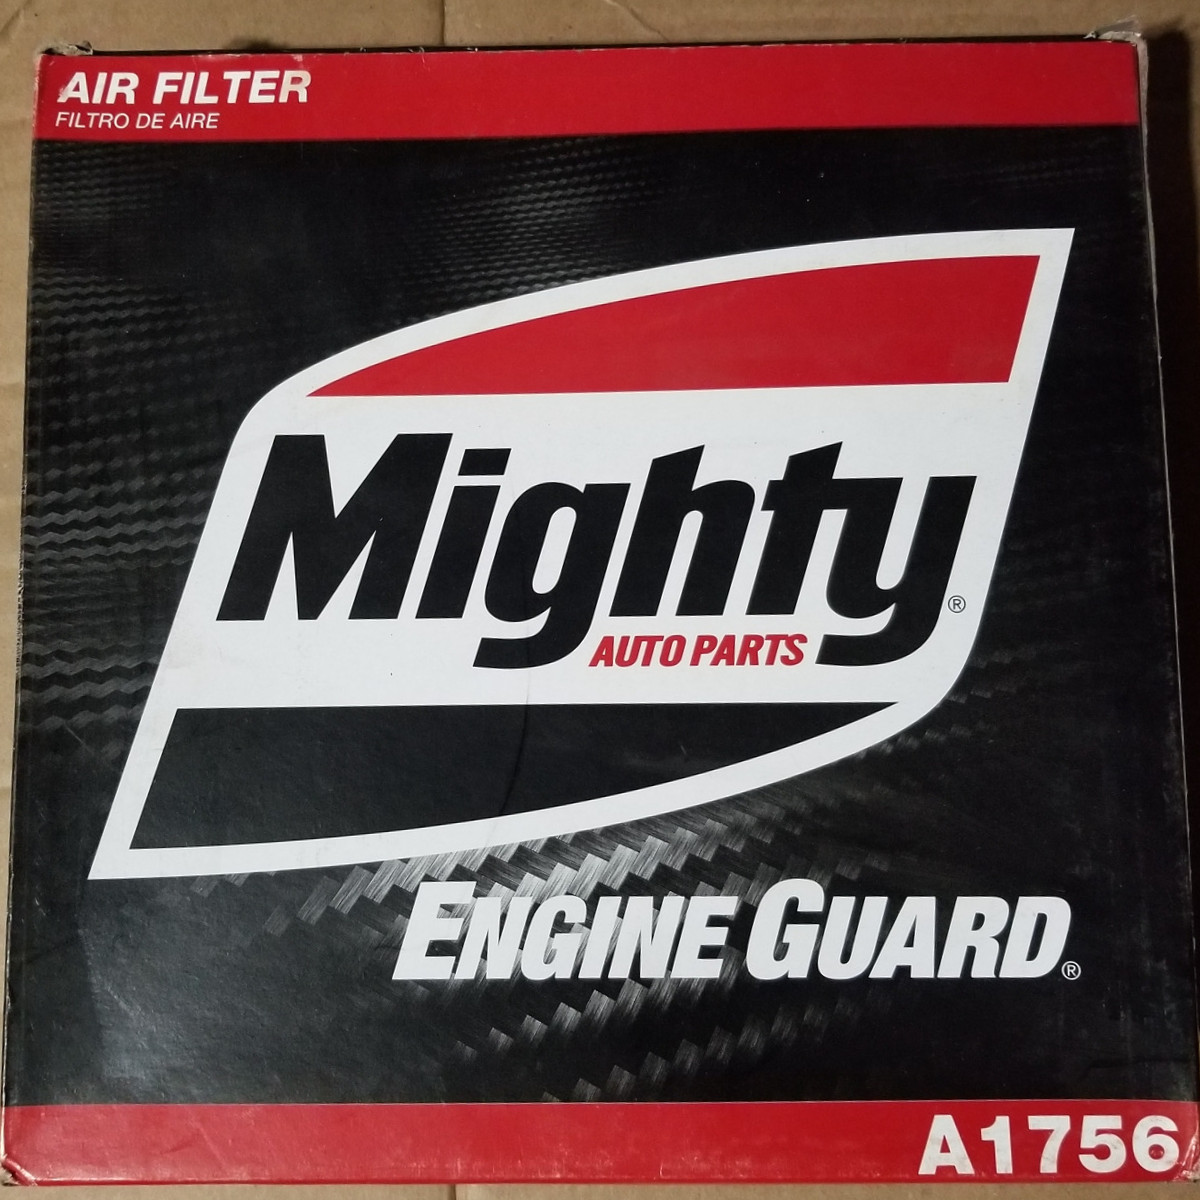 AIR FILTER
FILTRO DE AIRE
Mighty®
AUTO PARTS
ENGINE GUARD®
A1756